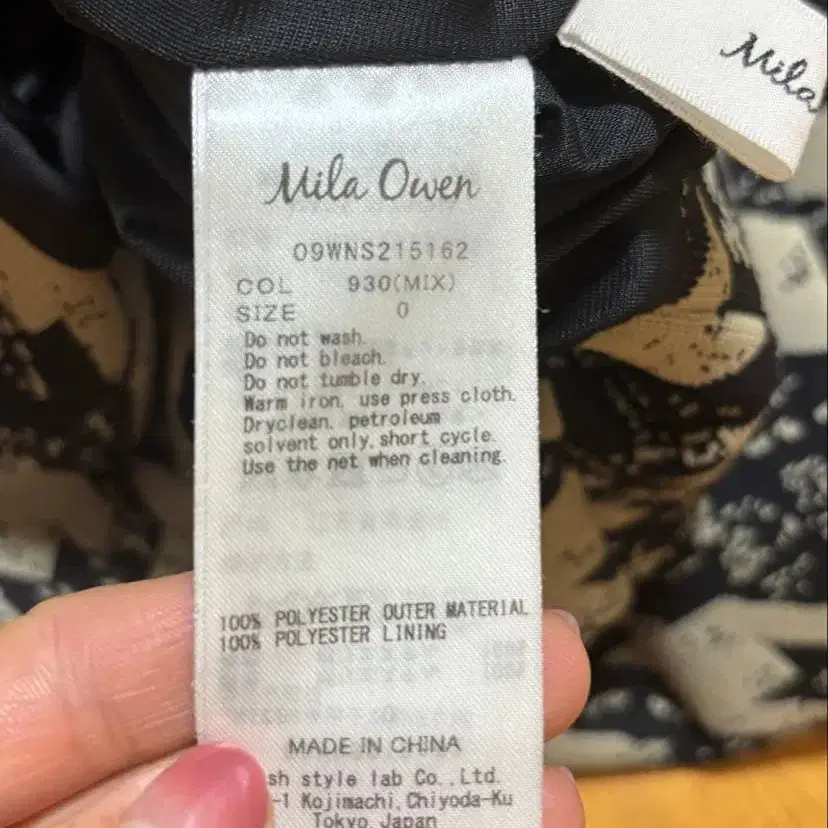 Mila
Mila Owen
09WNS215162
COL 930(MIX)
SIZE 0
Do not wash.
Do not bleach.
Do not tumble dry.
Warm iron, use press cloth.
Dryclean, petroleum
solvent only, short cycle.
Use the net when cleaning.
100% POLYESTER OUTER MATERIAL
100% POLYESTER LINING
MADE IN CHINA
sh style lab Co.,Ltd.
-1 Kojimachi, Chiyoda-Ku
Tokyo, Japan